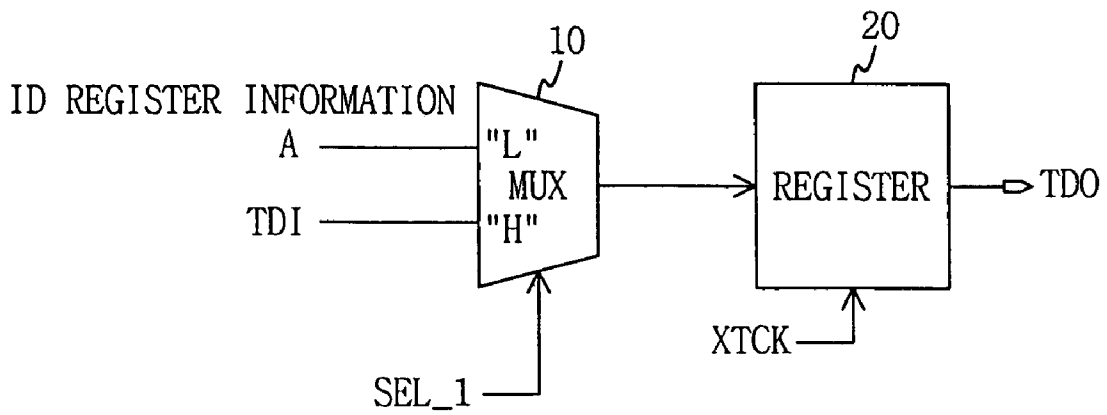 10
20
ID REGISTER INFORMATION
A
"L"
MUX
REGISTER
TDO
TDI
"H"
XTCK
SEL_1